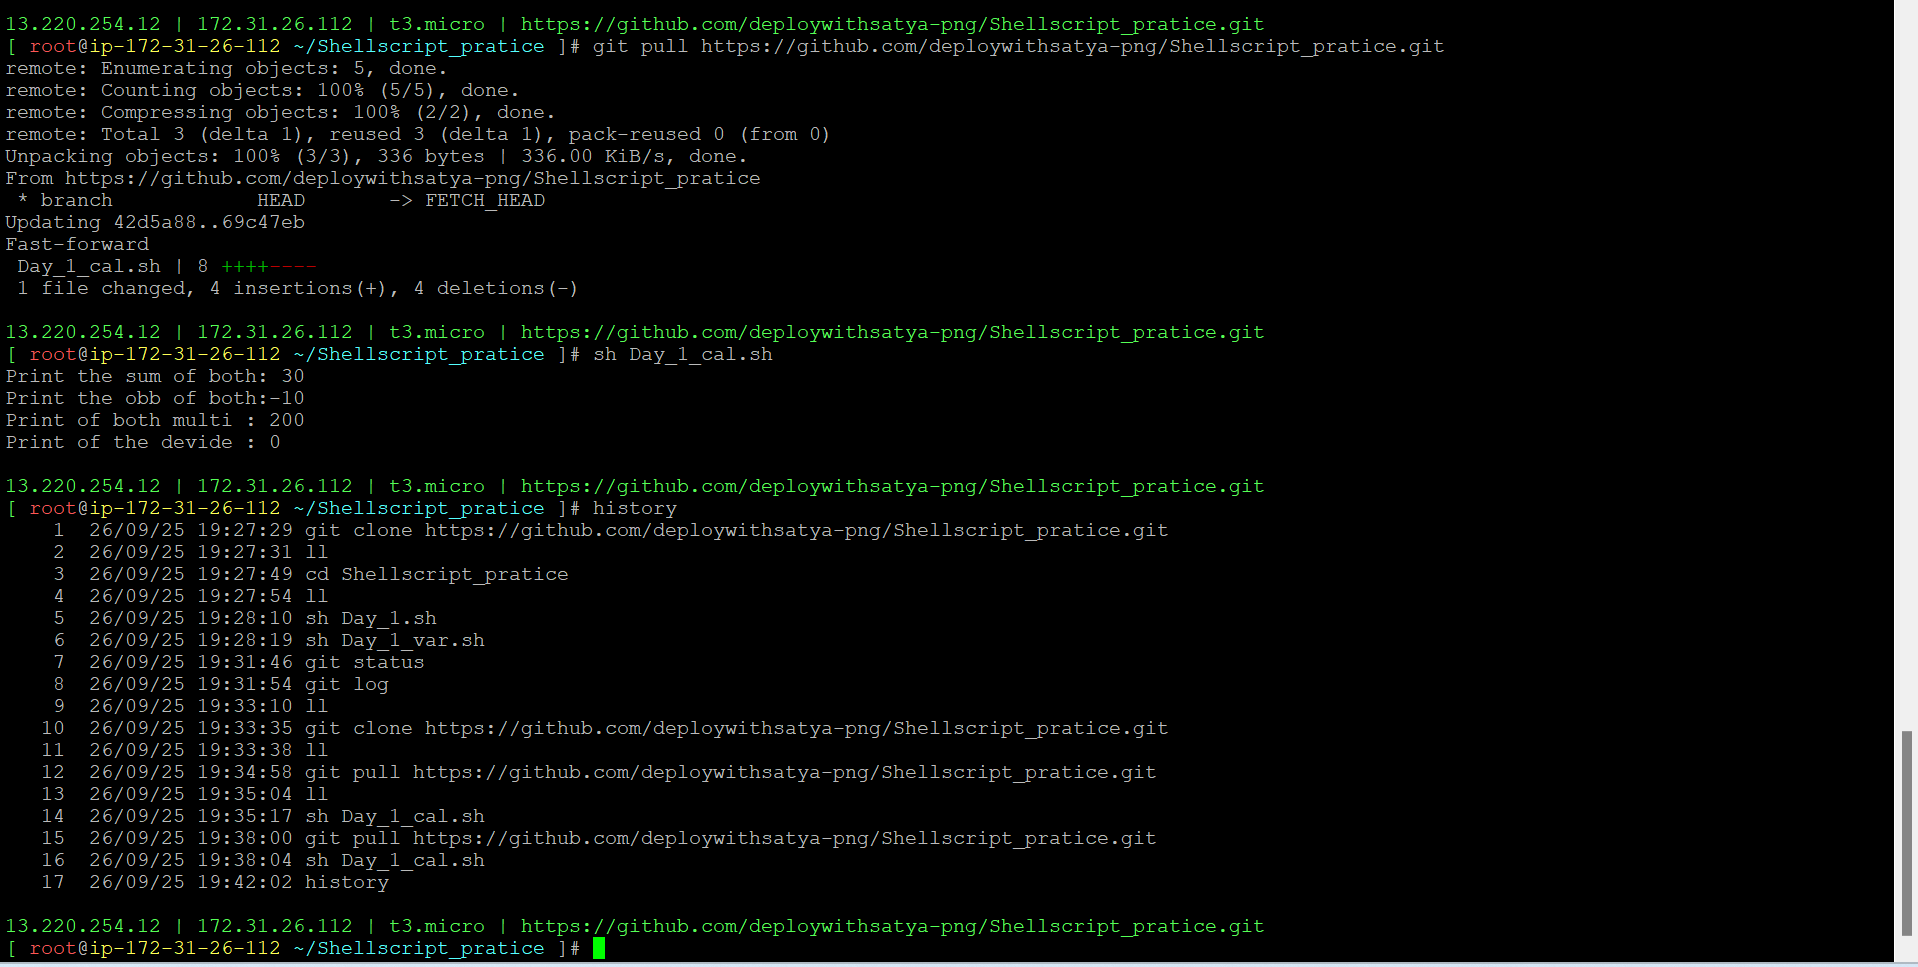 13.220.254.12 | 172.31.26.112 | t3.micro | https://github.com/deploywithsatya-png/Shellscript_pratice.git
[ root@ip-172-31-26-112 ~/Shellscript_pratice ]# git pull https://github.com/deploywithsatya-png/Shellscript_pratice.git
remote: Enumerating objects: 5, done.
remote: Counting objects: 100% (5/5), done.
remote: Compressing objects: 100% (2/2), done.
remote: Total 3 (delta 1), reused 3 (delta 1), pack-reused 0 (from 0)
Unpacking objects: 100% (3/3), 336 bytes | 336.00 KiB/s, done.
From https://github.com/deploywithsatya-png/Shellscript_pratice
 * branch            HEAD       -> FETCH_HEAD
Updating 42d5a88..69c47eb
Fast-forward
 Day_1_cal.sh | 8 ++++----
 1 file changed, 4 insertions(+), 4 deletions(-)
13.220.254.12 | 172.31.26.112 | t3.micro | https://github.com/deploywithsatya-png/Shellscript_pratice.git
[ root@ip-172-31-26-112 ~/Shellscript_pratice ]# sh Day_1_cal.sh
Print the sum of both: 30
Print the obb of both:-10
Print of both multi : 200
Print of the devide : 0
13.220.254.12 | 172.31.26.112 | t3.micro | https://github.com/deploywithsatya-png/Shellscript_pratice.git
[ root@ip-172-31-26-112 ~/Shellscript_pratice ]# history
    1  26/09/25 19:27:29 git clone https://github.com/deploywithsatya-png/Shellscript_pratice.git
    2  26/09/25 19:27:31 ll
    3  26/09/25 19:27:49 cd Shellscript_pratice
    4  26/09/25 19:27:54 ll
    5  26/09/25 19:28:10 sh Day_1.sh
    6  26/09/25 19:28:19 sh Day_1_var.sh
    7  26/09/25 19:31:46 git status
    8  26/09/25 19:31:54 git log
    9  26/09/25 19:33:10 ll
   10  26/09/25 19:33:35 git clone https://github.com/deploywithsatya-png/Shellscript_pratice.git
   11  26/09/25 19:33:38 ll
   12  26/09/25 19:34:58 git pull https://github.com/deploywithsatya-png/Shellscript_pratice.git
   13  26/09/25 19:35:04 ll
   14  26/09/25 19:35:17 sh Day_1_cal.sh
   15  26/09/25 19:38:00 git pull https://github.com/deploywithsatya-png/Shellscript_pratice.git
   16  26/09/25 19:38:04 sh Day_1_cal.sh
   17  26/09/25 19:42:02 history
13.220.254.12 | 172.31.26.112 | t3.micro | https://github.com/deploywithsatya-png/Shellscript_pratice.git
[ root@ip-172-31-26-112 ~/Shellscript_pratice ]#